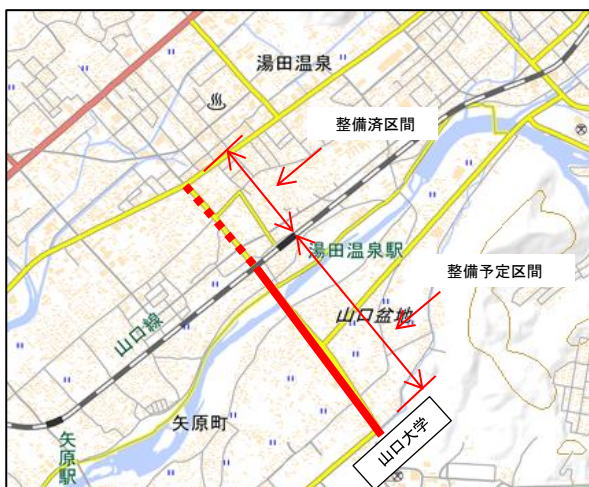 湯田温泉
整備済区間
湯田温泉駅
整備予定区間
山口盆地
山口線
矢原町
山口大学
矢原駅